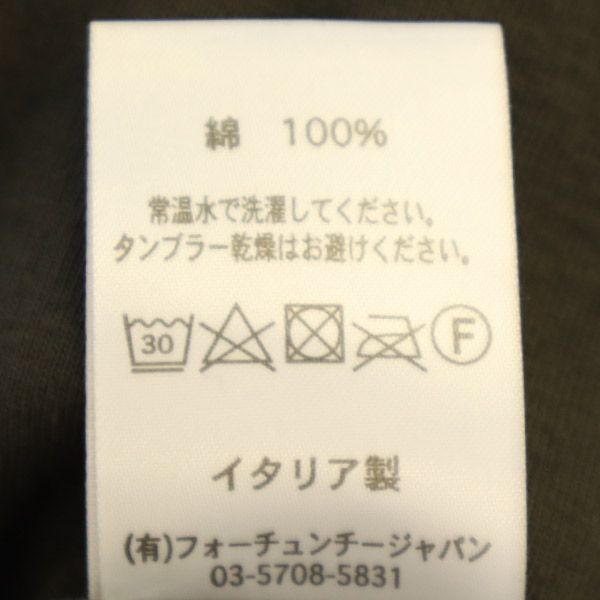 綿 100%
常温水で洗濯してください。
タンブラー乾燥はお避けください。
30 F
イタリア製
(有)フォーチュンチージャパン
03-5708-5831